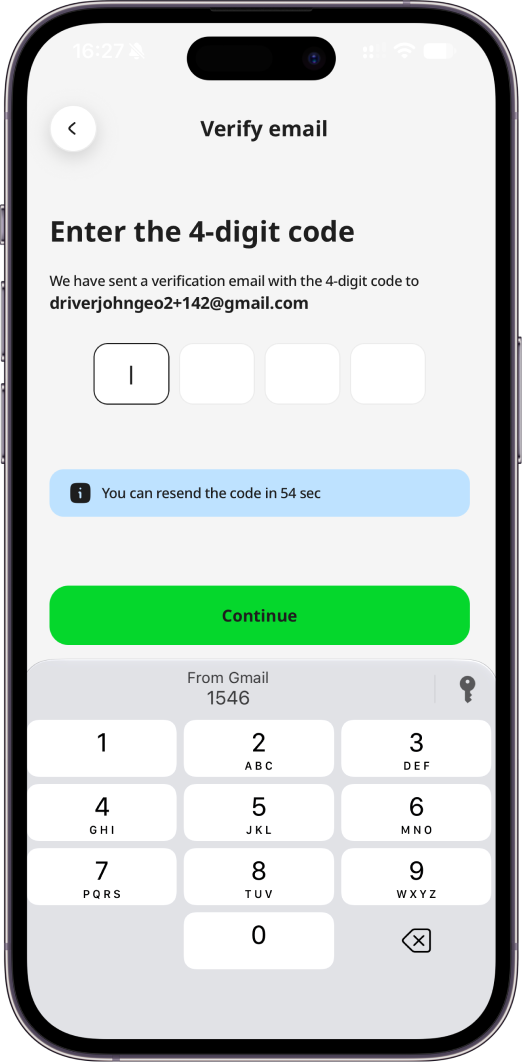 16:27
Verify email
Enter the 4-digit code
We have sent a verification email with the 4-digit code to
driverjohngeo2+142@gmail.com
You can resend the code in 54 sec
Continue
From Gmail
1546
1 2 3
ABC DEF
4 5 6
GHI JKL MNO
7 8 9
PQRS TUV WXYZ
0